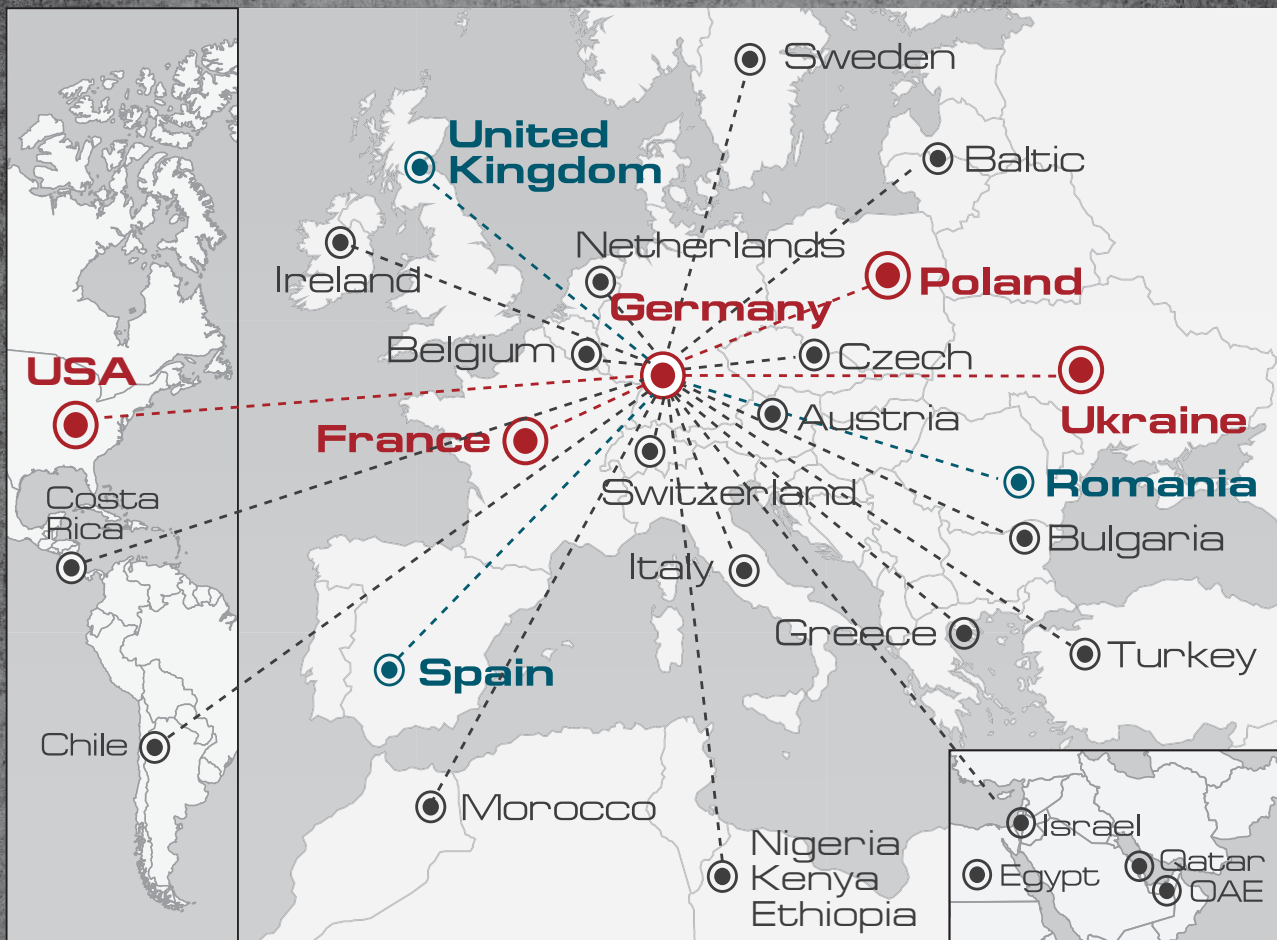 Sweden
United
Kingdom
Baltic
Netherlands
Ireland
Poland
Germany
Belgium
Czech
USA
Ukraine
Austria
France
Switzerland
Romania
Costa
Rica
Bulgaria
Italy
Greece
Turkey
Spain
Chile
Morocco
Israel
Nigeria
Kenya
Ethiopia
Qatar
Egypt
OAE